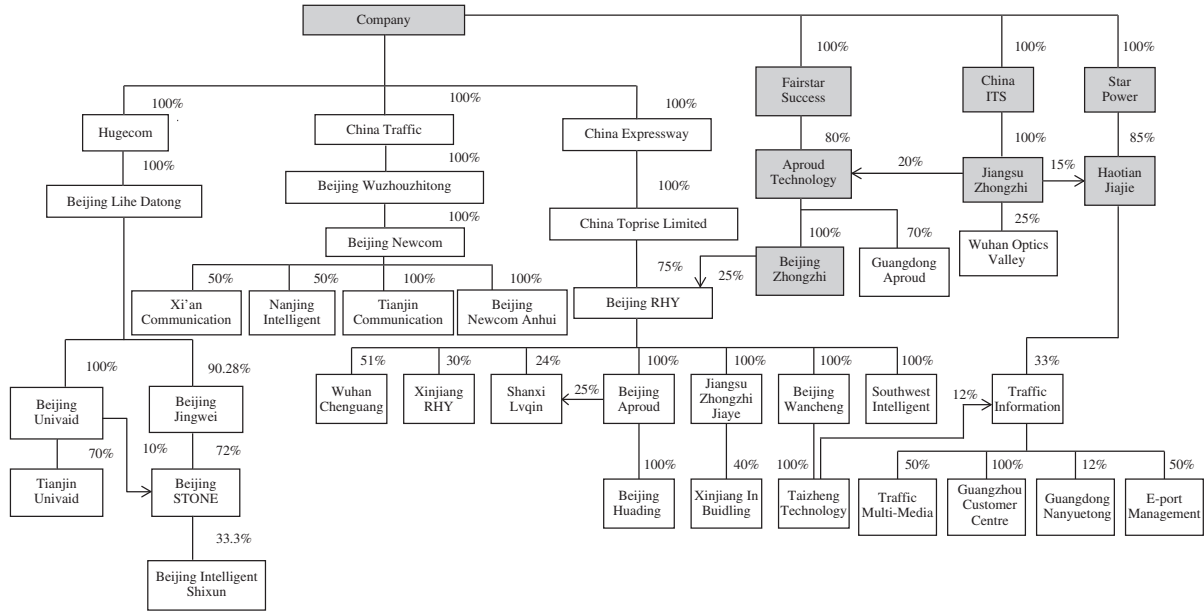 Company
100%
100%
100%
Fairstar
Success
China
ITS
Star
Power
100%
100%
100%
Hugecom
China Traffic
China Expressway
80%
100%
85%
100%
100%
100%
Aproud
Technology
20%
Jiangsu
Zhongzhi
15%
Haotian
Jiajie
Beijing Lihe Datong
Beijing Wuzhouzhitong
100%
China Toprise Limited
Beijing Newcom
100%
70%
25%
Beijing
Zhongzhi
Guangdong
Aproud
Wuhan Optics
Valley
75%
25%
50%
50%
100%
100%
Xi'an
Communication
Nanjing
Intelligent
Tianjin
Communication
Beijing
Newcom Anhui
Beijing RHY
100%
90.28%
51%
30%
24%
100%
100%
100%
100%
33%
Wuhan
Chenguang
Xinjiang
RHY
Shanxi
Lvqin
25%
Beijing
Aproud
Jiangsu
Zhongzhi
Jiaye
Beijing
Wancheng
Southwest
Intelligent
12%
Traffic
Information
Beijing
Univaid
Beijing
Jingwei
70%
10%
72%
100%
40%
100%
50%
100%
12%
50%
Tianjin
Univaid
Beijing
STONE
Beijing
Huading
Xinjiang In
Buidling
Taizheng
Technology
Traffic
Multi-Media
Guangzhou
Customer
Centre
Guangdong
Nanyuetong
E-port
Management
33.3%
Beijing Intelligent
Shixun